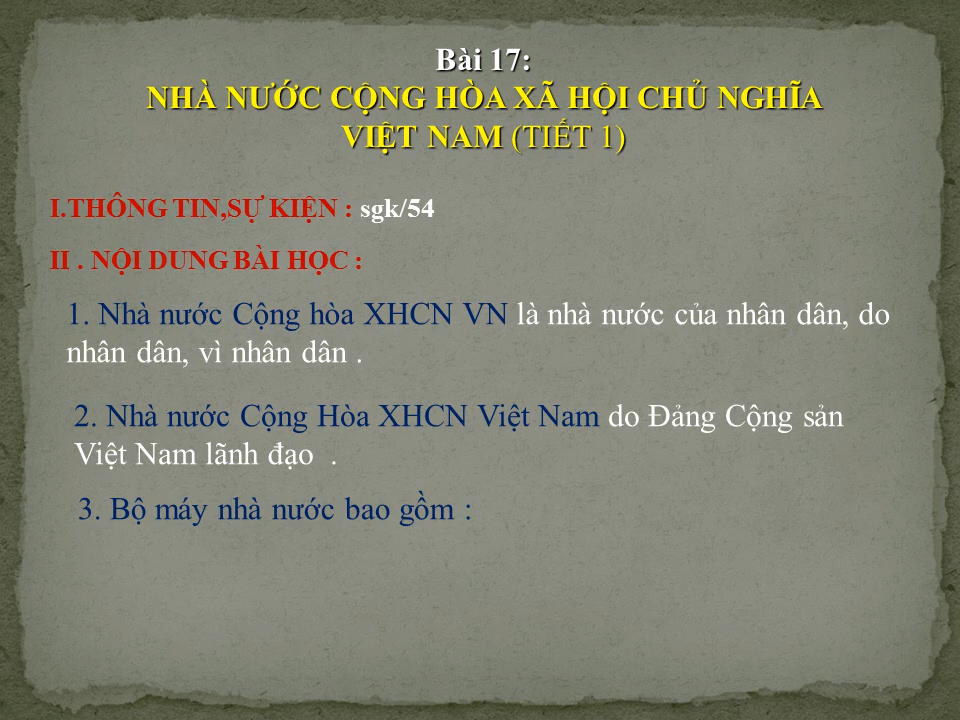 Bài 17:
NHÀ NƯỚC CỘNG HÒA XÃ HỘI CHỦ NGHĨA
VIỆT NAM (TIẾT 1)
I.THÔNG TIN,SỰ KIỆN : sgk/54
II . NỘI DUNG BÀI HỌC :
1. Nhà nước Cộng hòa XHCN VN là nhà nước của nhân dân, do
nhân dân, vì nhân dân .
2. Nhà nước Cộng Hòa XHCN Việt Nam do Đảng Cộng sản
Việt Nam lãnh đạo .
3. Bộ máy nhà nước bao gồm :